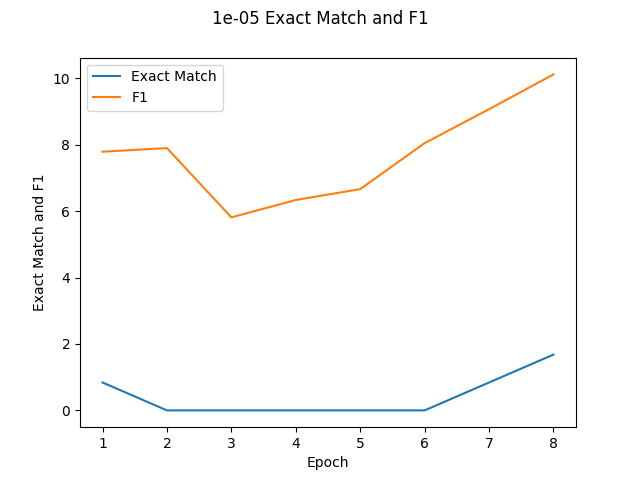 1e-05 Exact Match and F1
Exact Match
F1
Exact Match and F1
10
8
6
4
2
0
1 2 3 4 5 6 7 8
Epoch